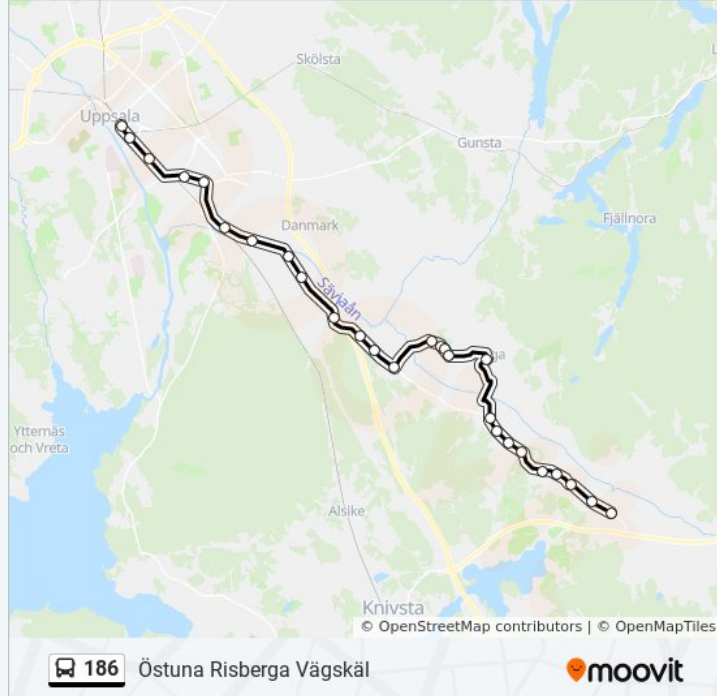 Skölsta
Uppsala
Gunsta
Danmark
Fjällnora
Sävjaån
ga
Ytternäs
och Vreta
Alsike
Knivsta
© OpenStreetMap contributors | © OpenMapTiles
186 Östuna Risberga Vägskäl
moovit